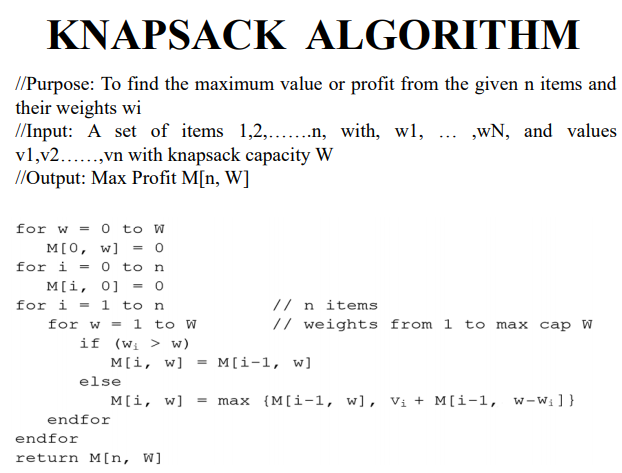 KNAPSACK ALGORITHM
//Purpose: To find the maximum value or profit from the given n items and
their weights wi
//Input: A set of items 1,2,…….n, with, w1, … ,wN, and values
v1,v2……,vn with knapsack capacity W
//Output: Max Profit M[n, W]
for w = 0 to W
M[0, w] = 0
for i = 0 to n
M[i, 0] = 0
for i = 1 to n // n items
for w = 1 to W // weights from 1 to max cap W
if (wᵢ > w)
M[i, w] = M[i-1, w]
else
M[i, w] = max {M[i-1, w], vᵢ + M[i-1, w-wᵢ]}
endfor
endfor
return M[n, W]